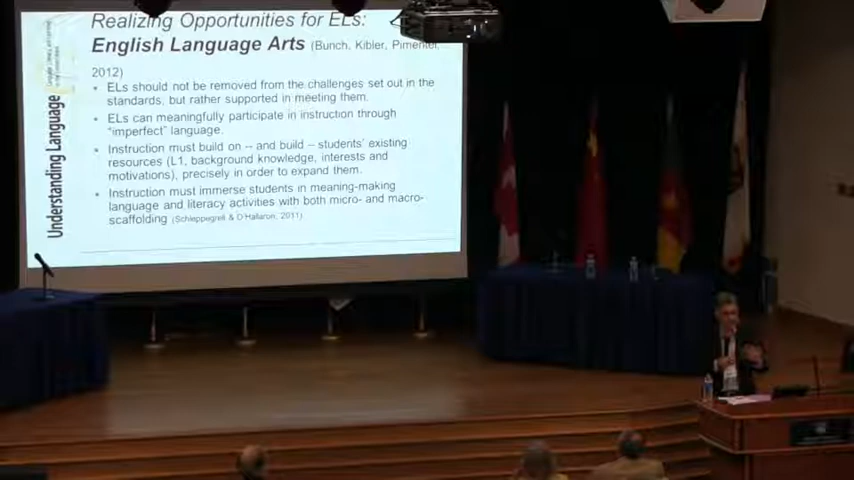 Realizing Opportunities for ELs:
English Language Arts (Bunch, Kibler, Pimentel,
2012)
• ELs should not be removed from the challenges set out in the
standards, but rather supported in meeting them.
• ELs can meaningfully participate in instruction through
"imperfect" language.
• Instruction must build on -- and build -- students' existing
resources (L1, background knowledge, interests and
motivations), precisely in order to expand them.
• Instruction must immerse students in meaning-making
language and literacy activities with both micro- and macro-
scaffolding (Schleppegrell & O'Hallaron, 2011).
Understanding Language